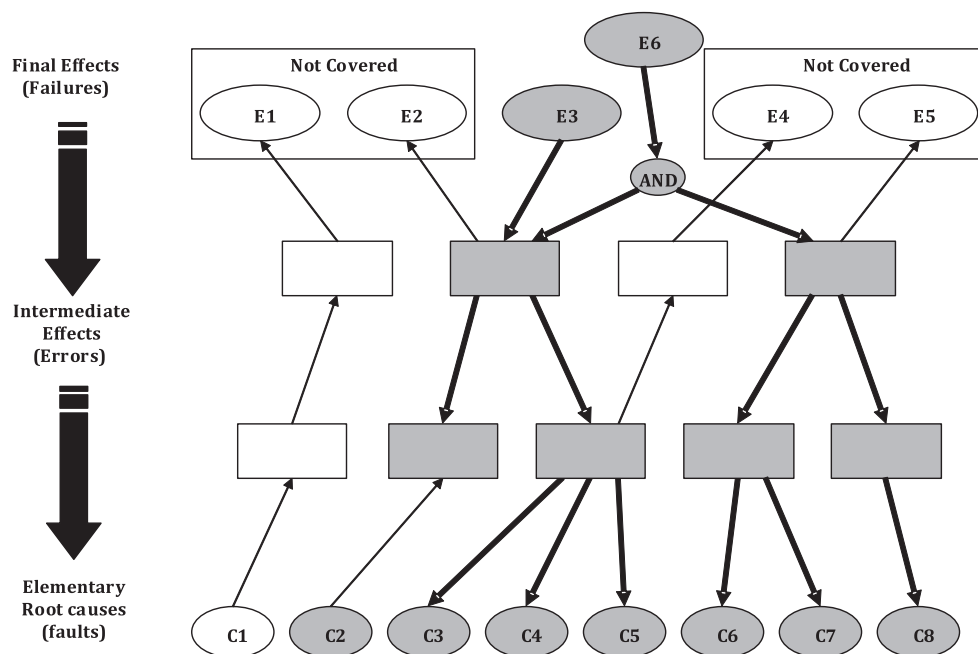 Final Effects
(Failures)
Not Covered
E1
E2
E3
E6
Not Covered
E4
E5
AND
Intermediate
Effects
(Errors)
Elementary
Root causes
(faults)
C1
C2
C3
C4
C5
C6
C7
C8